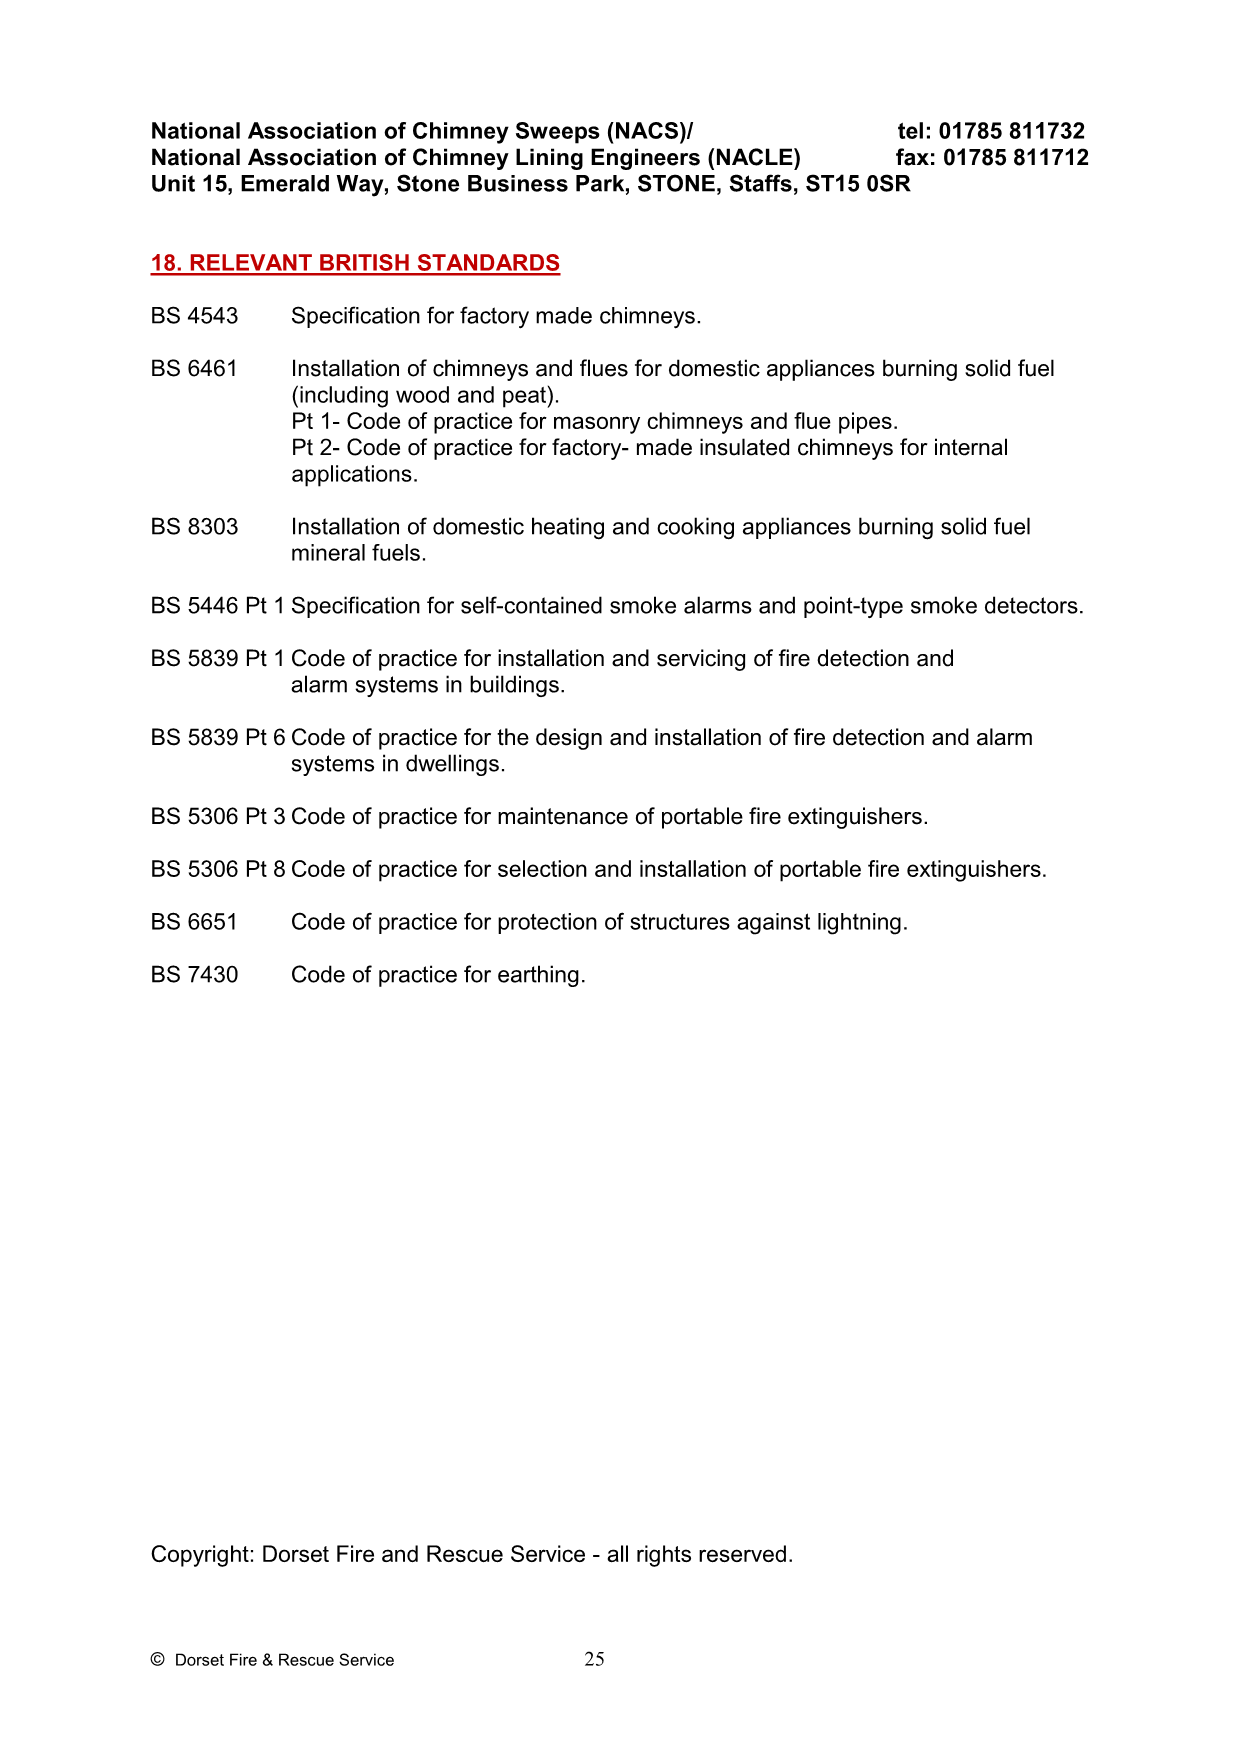 National Association of Chimney Sweeps (NACS)/ tel: 01785 811732
National Association of Chimney Lining Engineers (NACLE) fax: 01785 811712
Unit 15, Emerald Way, Stone Business Park, STONE, Staffs, ST15 0SR
18. RELEVANT BRITISH STANDARDS
BS 4543 Specification for factory made chimneys.
BS 6461 Installation of chimneys and flues for domestic appliances burning solid fuel
(including wood and peat).
Pt 1- Code of practice for masonry chimneys and flue pipes.
Pt 2- Code of practice for factory- made insulated chimneys for internal
applications.
BS 8303 Installation of domestic heating and cooking appliances burning solid fuel
mineral fuels.
BS 5446 Pt 1 Specification for self-contained smoke alarms and point-type smoke detectors.
BS 5839 Pt 1 Code of practice for installation and servicing of fire detection and
alarm systems in buildings.
BS 5839 Pt 6 Code of practice for the design and installation of fire detection and alarm
systems in dwellings.
BS 5306 Pt 3 Code of practice for maintenance of portable fire extinguishers.
BS 5306 Pt 8 Code of practice for selection and installation of portable fire extinguishers.
BS 6651 Code of practice for protection of structures against lightning.
BS 7430 Code of practice for earthing.
Copyright: Dorset Fire and Rescue Service - all rights reserved.
© Dorset Fire & Rescue Service 25